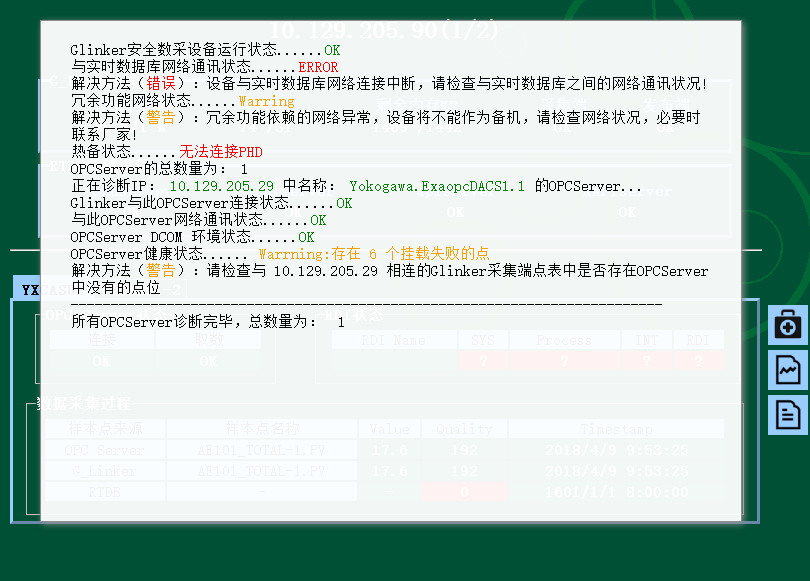 10.129.205.90(1/2)
Glinker安全数采设备运行状态......OK
与实时数据库网络通讯状态......ERROR
解决方法（错误）：设备与实时数据库网络连接中断，请检查与实时数据库之间的网络通讯状况!
冗余功能网络状态......Warring
解决方法（警告）：冗余功能依赖的网络异常，设备将不能作为备机，请检查网络状况，必要时
联系厂家!
热备状态......无法连接PHD
OPCServer的总数量为： 1
正在诊断IP： 10.129.205.29 中名称： Yokogawa.ExaopcDACS1.1 的OPCServer...
Glinker与此OPCServer连接状态......OK
与此OPCServer网络通讯状态......OK
OPCServer DCOM 环境状态......OK
OPCServer健康状态...... Warrning:存在 6 个挂载失败的点
解决方法（警告）：请检查与 10.129.205.29 相连的Glinker采集端点表中是否存在OPCServer
中没有的点位
--------------------------------------------------------------------------
所有OPCServer诊断完毕，总数量为： 1
连接
OK OK
RDI Name SYS Process INT RDI
? ? ? ?
数据采集过程
样本点来源 样本点名称 Value Quality Timestamp
OPC Server AE101_TOTAL-1.PV 17.6 192 2018/4/9 9:53:25
G_Linker AE101_TOTAL-1.PV 17.6 192 2018/4/9 9:53:25
RTDB - - 0 1601/1/1 8:00:00